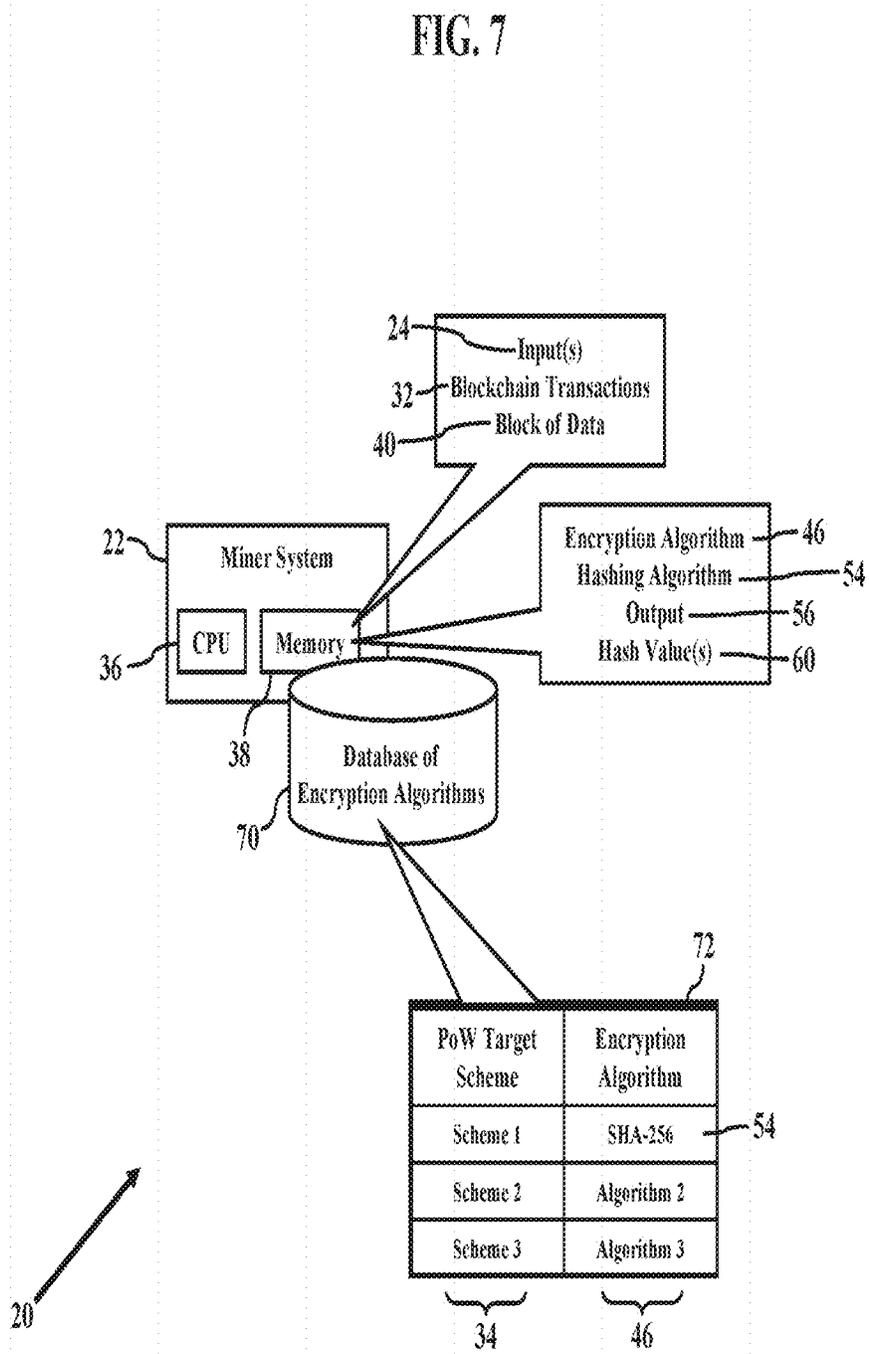 FIG. 7
24
Input(s)
32
Blockchain Transactions
40
Block of Data
22
Miner System
36
CPU
Memory
38
Encryption Algorithm
46
Hashing Algorithm
54
Output
56
Hash Value(s)
60
Database of
Encryption Algorithms
70
72
PoW Target
Scheme
Encryption
Algorithm
Scheme 1
SHA-256
54
Scheme 2
Algorithm 2
Scheme 3
Algorithm 3
34
46
20